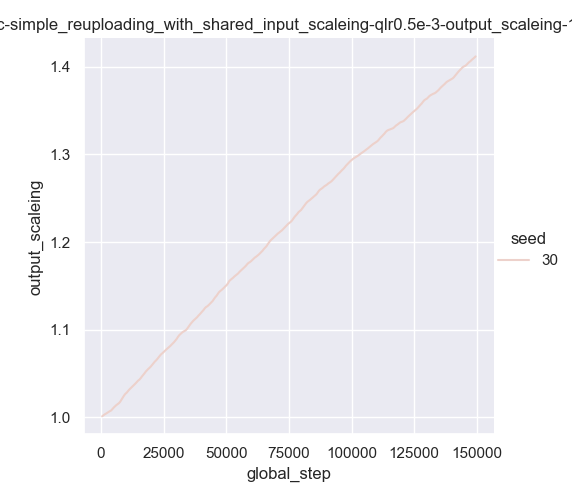 c-simple_reuploading_with_shared_input_scaleing-qlr0.5e-3-output_scaleing-1
1.4
1.3
1.2
1.1
1.0
output_scaleing
0 25000 50000 75000 100000 125000 150000
global_step
seed
30